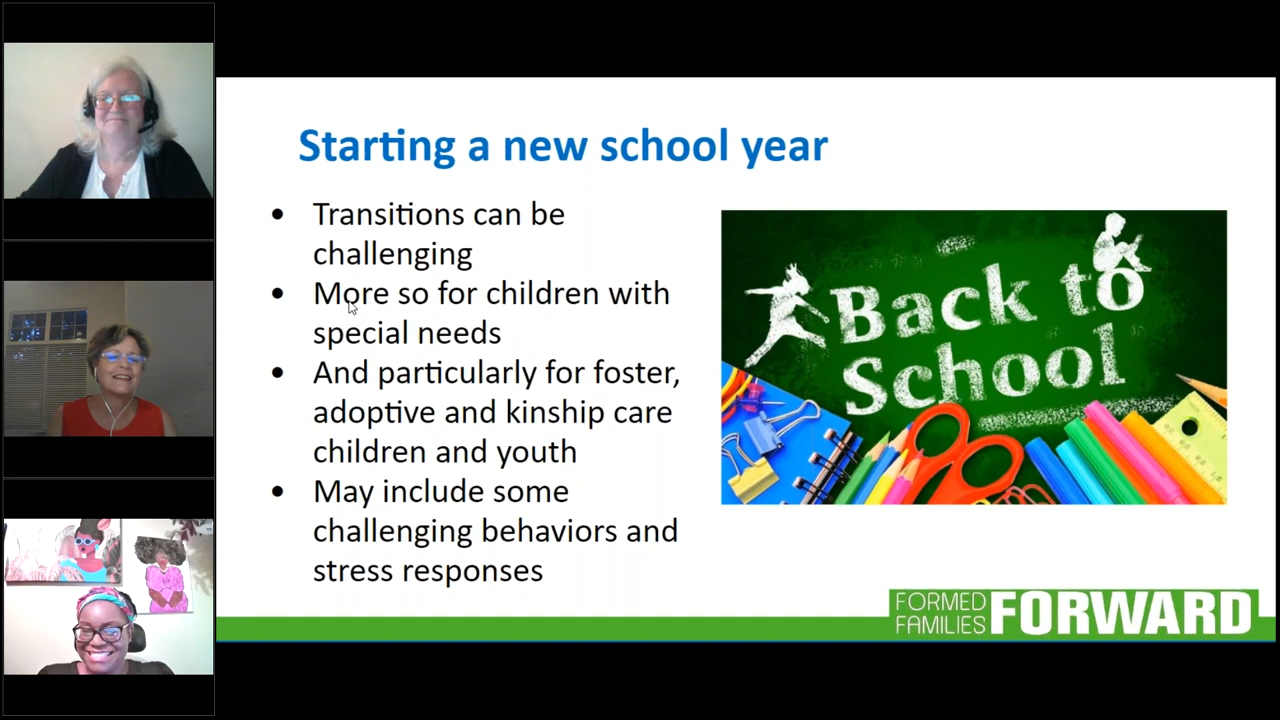 Starting a new school year
• Transitions can be
challenging
• More so for children with
special needs
• And particularly for foster,
adoptive and kinship care
children and youth
• May include some
challenging behaviors and
stress responses
Back to
School
FORMED
FAMILIES
FORWARD